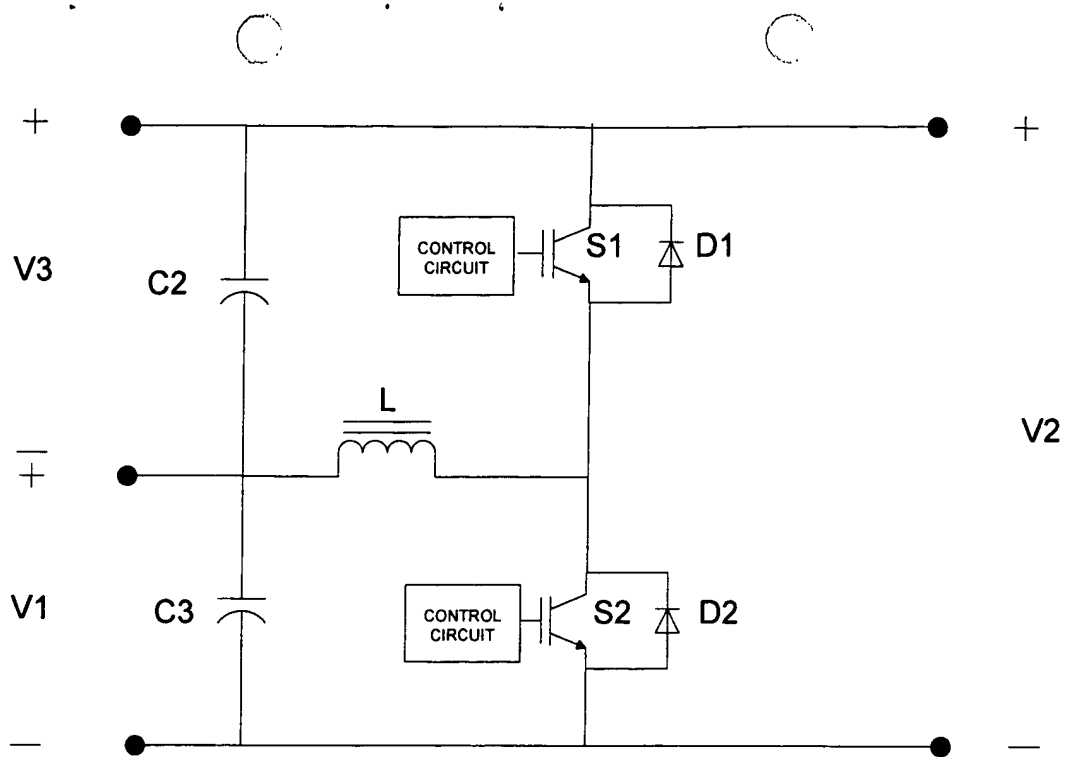 +
+
V3
C2
CONTROL
CIRCUIT
S1
D1
L
V2
−
+
V1
C3
CONTROL
CIRCUIT
S2
D2
−
−